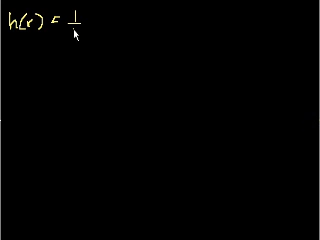 h(x) = 1